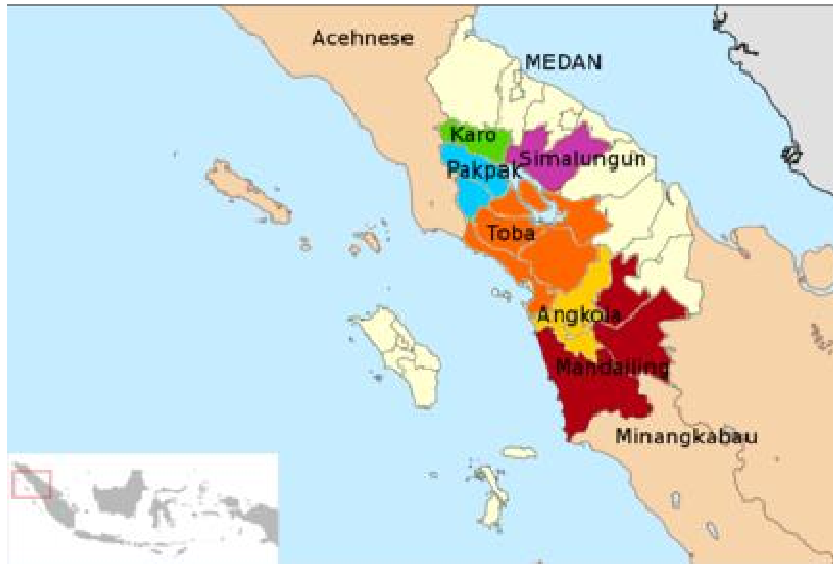 Acehnese
MEDAN
Karo
Simalungun
Pakpak
Toba
Angkola
Mandailing
Minangkabau